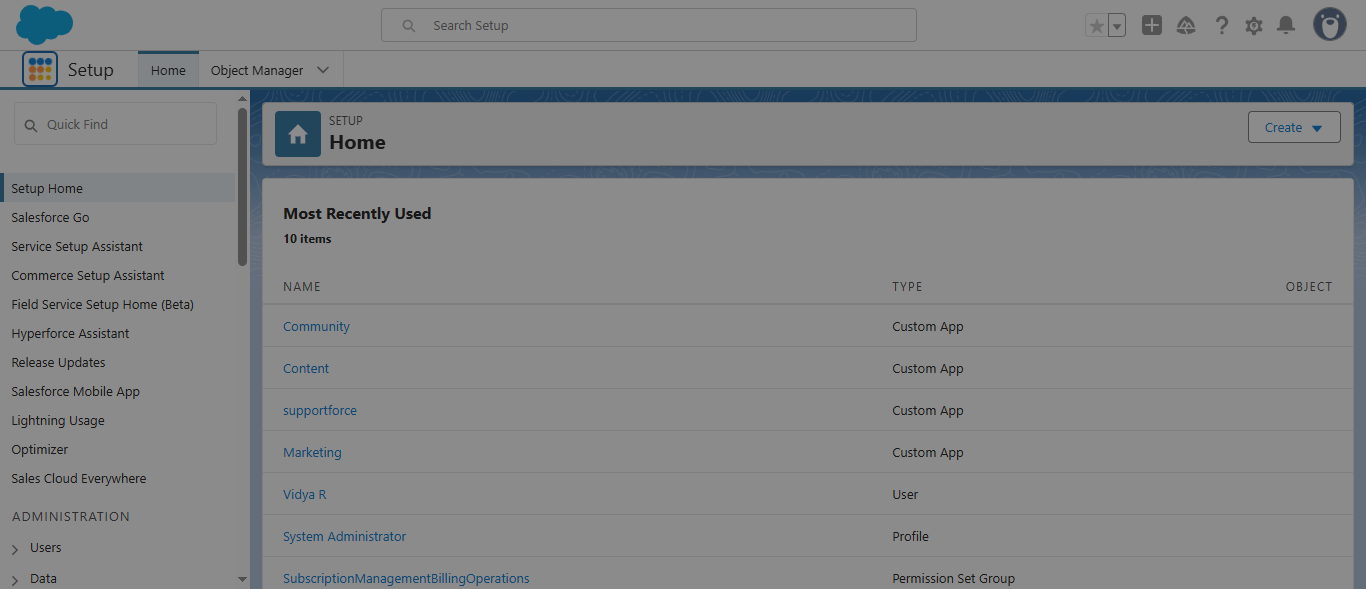 Search Setup
Setup
Home
Object Manager
Quick Find
Setup Home
Salesforce Go
Service Setup Assistant
Commerce Setup Assistant
Field Service Setup Home (Beta)
Hyperforce Assistant
Release Updates
Salesforce Mobile App
Lightning Usage
Optimizer
Sales Cloud Everywhere
ADMINISTRATION
Users
Data
SETUP
Home
Create
Most Recently Used
10 items
NAME TYPE OBJECT
Community Custom App
Content Custom App
supportforce Custom App
Marketing Custom App
Vidya R User
System Administrator Profile
SubscriptionManagementBillingOperations Permission Set Group